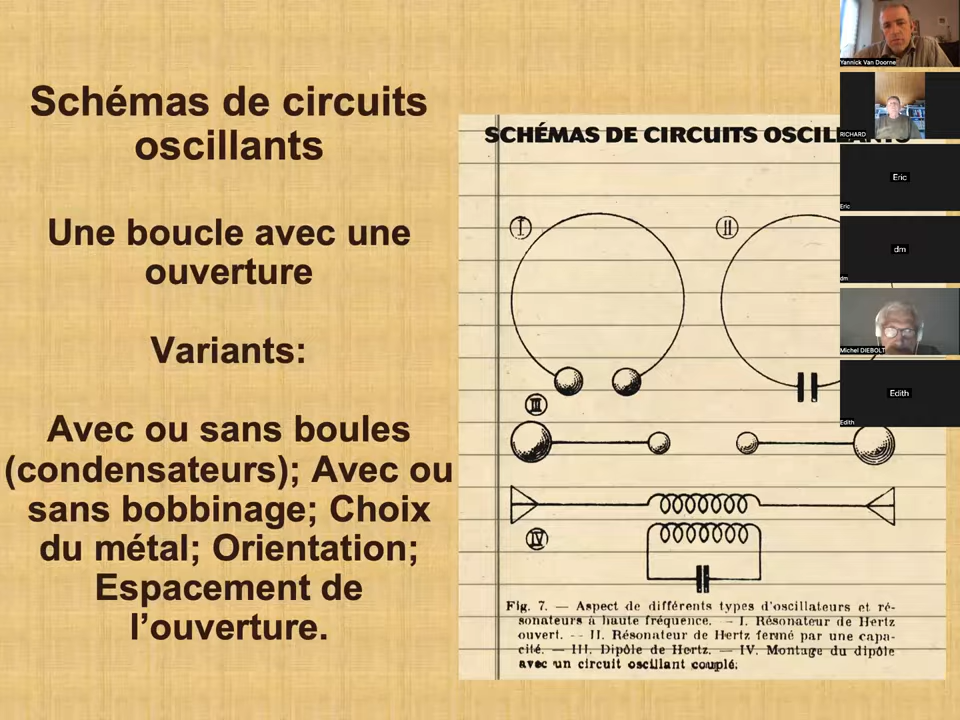 Schémas de circuits
oscillants
Une boucle avec une
ouverture
Variants:
Avec ou sans boules
(condensateurs); Avec ou
sans bobbinage; Choix
du métal; Orientation;
Espacement de
l'ouverture.
SCHÉMAS DE CIRCUITS
I
II
III
IV
Fig. 7. — Aspect de différents types d'oscillateurs et ré-
sonateurs à haute fréquence. — I. Résonateur de Hertz
ouvert. -- II. Résonateur de Hertz fermé par une capa-
cité. — III. Dipôle de Hertz. — IV. Montage du dipôle
avec un circuit oscillant couplé.
Yannick Van Doorne
RICHARD
Eric
Eric
dm
dm
Michel DIEBOLT
Edith
Edith